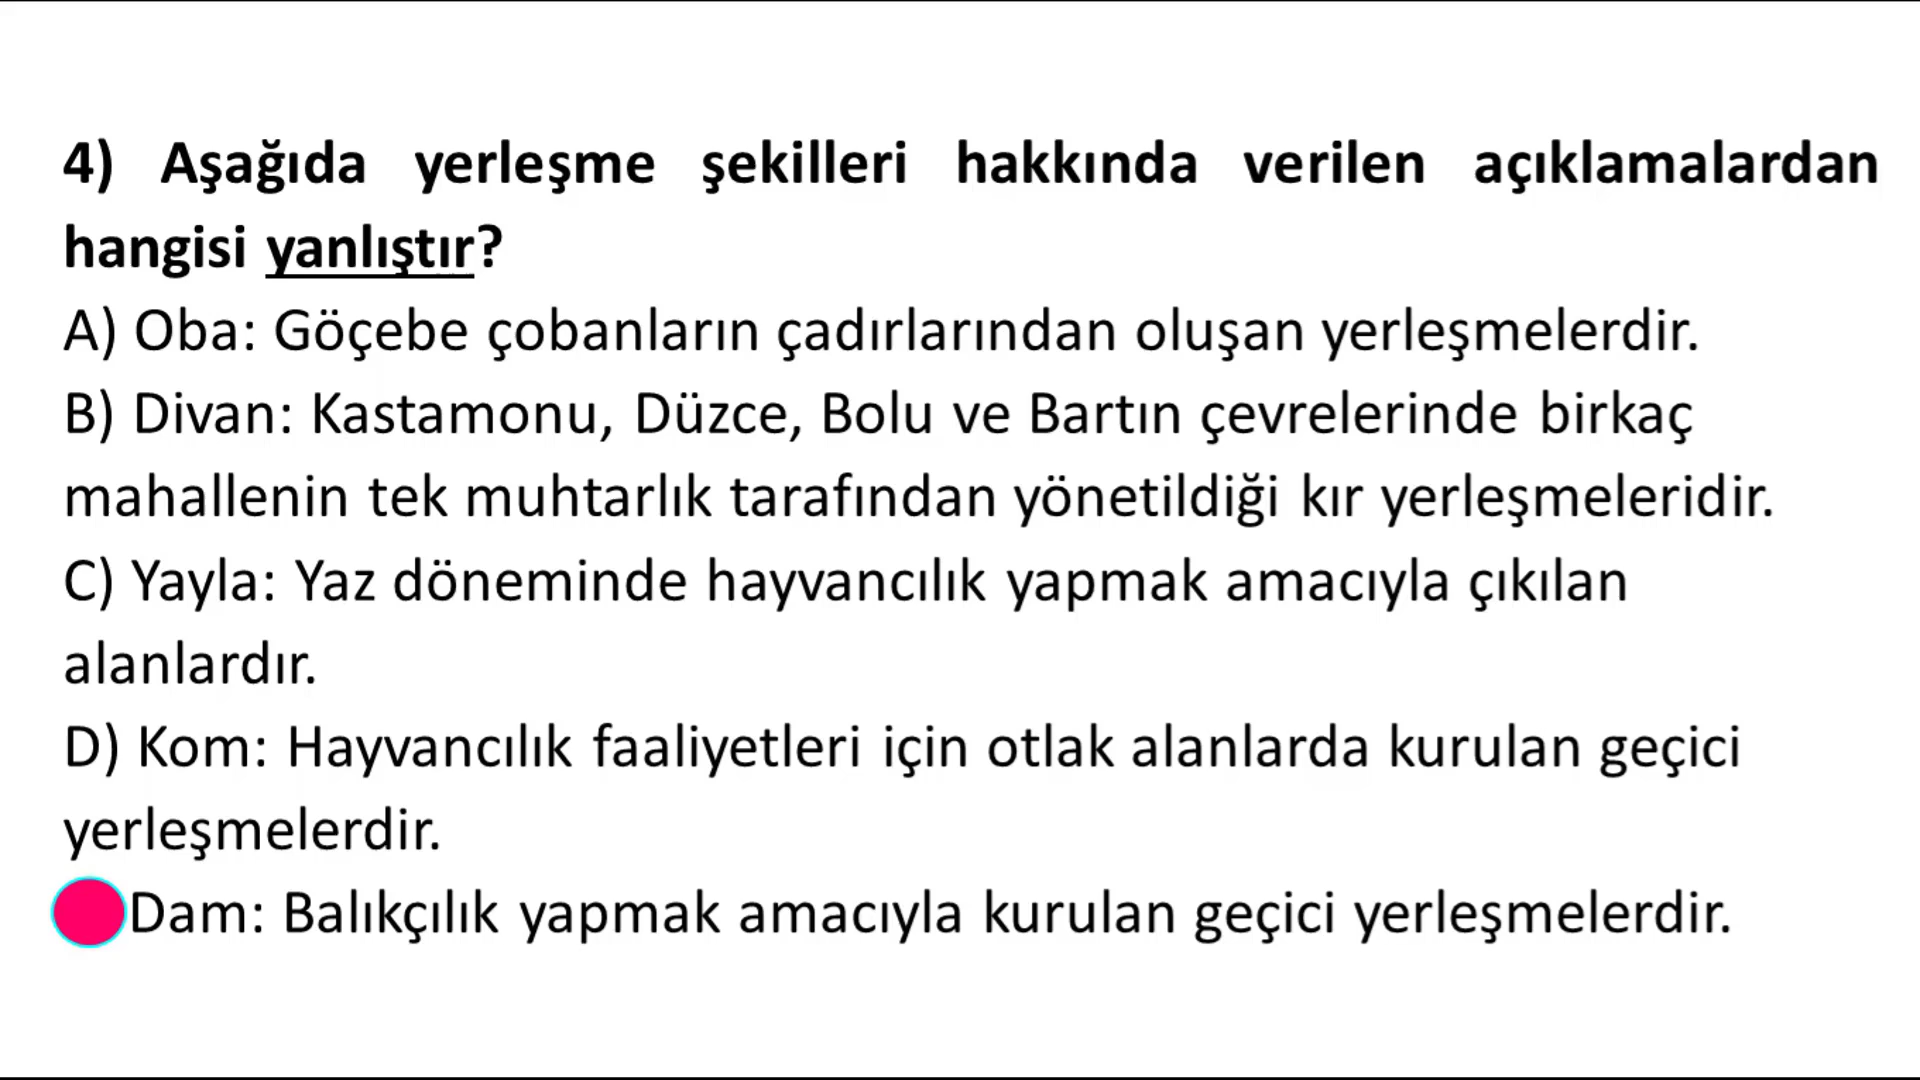 4) Aşağıda yerleşme şekilleri hakkında verilen açıklamalardan
hangisi yanlıştır?
A) Oba: Göçebe çobanların çadırlarından oluşan yerleşmelerdir.
B) Divan: Kastamonu, Düzce, Bolu ve Bartın çevrelerinde birkaç
mahallenin tek muhtarlık tarafından yönetildiği kır yerleşmeleridir.
C) Yayla: Yaz döneminde hayvancılık yapmak amacıyla çıkılan
alanlardır.
D) Kom: Hayvancılık faaliyetleri için otlak alanlarda kurulan geçici
yerleşmelerdir.
Dam: Balıkçılık yapmak amacıyla kurulan geçici yerleşmelerdir.